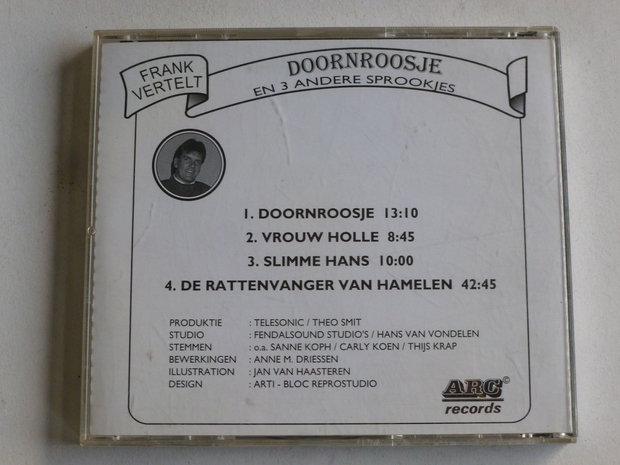 FRANK
VERTELT
DOORNROOSJE
EN 3 ANDERE SPROOKJES
1. DOORNROOSJE 13:10
2. VROUW HOLLE 8:45
3. SLIMME HANS 10:00
4. DE RATTENVANGER VAN HAMELEN 42:45
PRODUKTIE : TELESONIC / THEO SMIT
STUDIO : FENDALSOUND STUDIO'S / HANS VAN VONDELEN
STEMMEN : o.a. SANNE KOPH / CARLY KOEN / THIJS KRAP
BEWERKINGEN : ANNE M. DRIESSEN
ILLUSTRATION : JAN VAN HAASTEREN
DESIGN : ARTI - BLOC REPROSTUDIO
ARC©
records